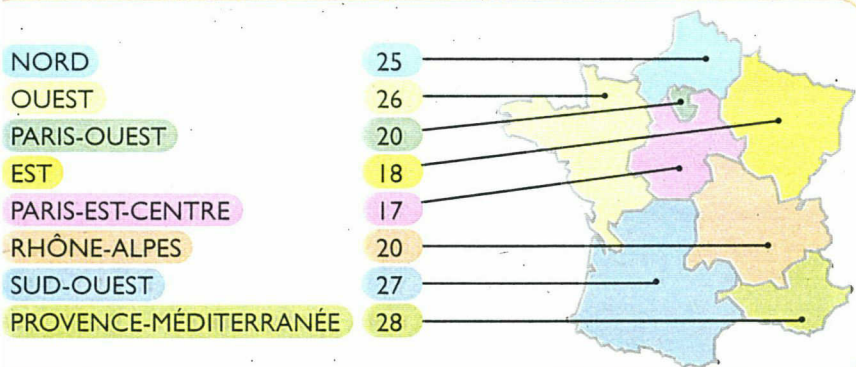 NORD 25
OUEST 26
PARIS-OUEST 20
EST 18
PARIS-EST-CENTRE 17
RHÔNE-ALPES 20
SUD-OUEST 27
PROVENCE-MÉDITERRANÉE 28